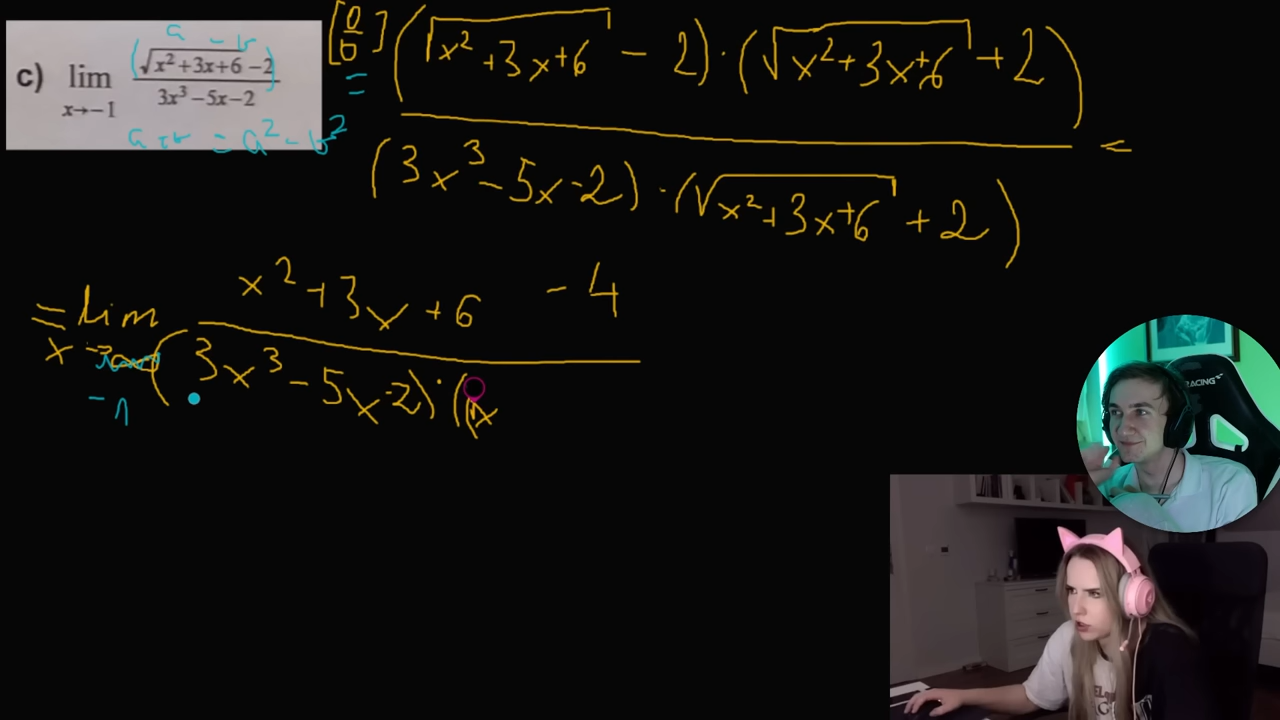 a - b
c) lim x→-1 (√x²+3x+6 -2) / 3x³-5x-2
a+b = a² - b²
[0/0] = (√x²+3x+6 - 2)·(√x²+3x+6 + 2) / (3x³-5x-2)·(√x²+3x+6 + 2) =
= lim x→ -1 x²+3x+6 - 4 / (3x³-5x-2)·(
RACING